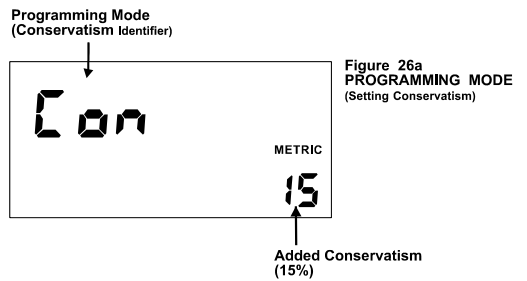 Programming Mode
(Conservatism Identifier)
Figure 26a
PROGRAMMING MODE
(Setting Conservatism)
Con
METRIC
15
Added Conservatism
(15%)